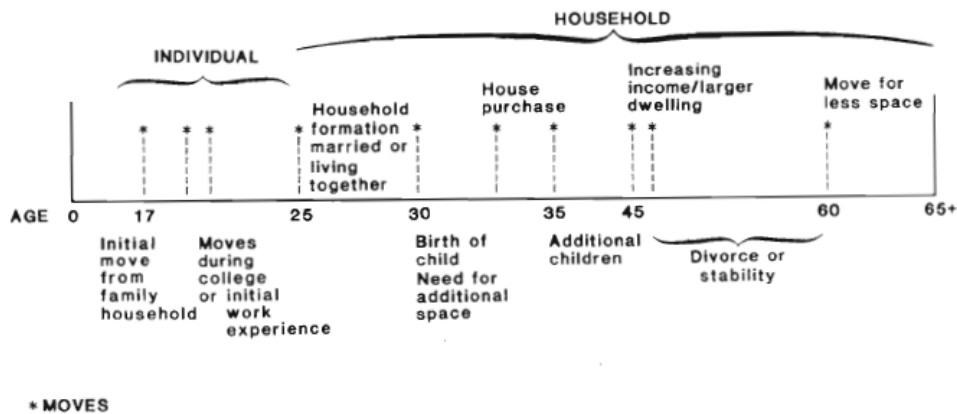 HOUSEHOLD
INDIVIDUAL
Household
formation
married or
living
together
House
purchase
Increasing
income/larger
dwelling
Move for
less space
* * * * * * * * * *
AGE 0 17 25 30 35 45 60 65+
Initial
move
from
family
household
Moves
during
college
or initial
work
experience
Birth of
child
Need for
additional
space
Additional
children
Divorce or
stability
* MOVES